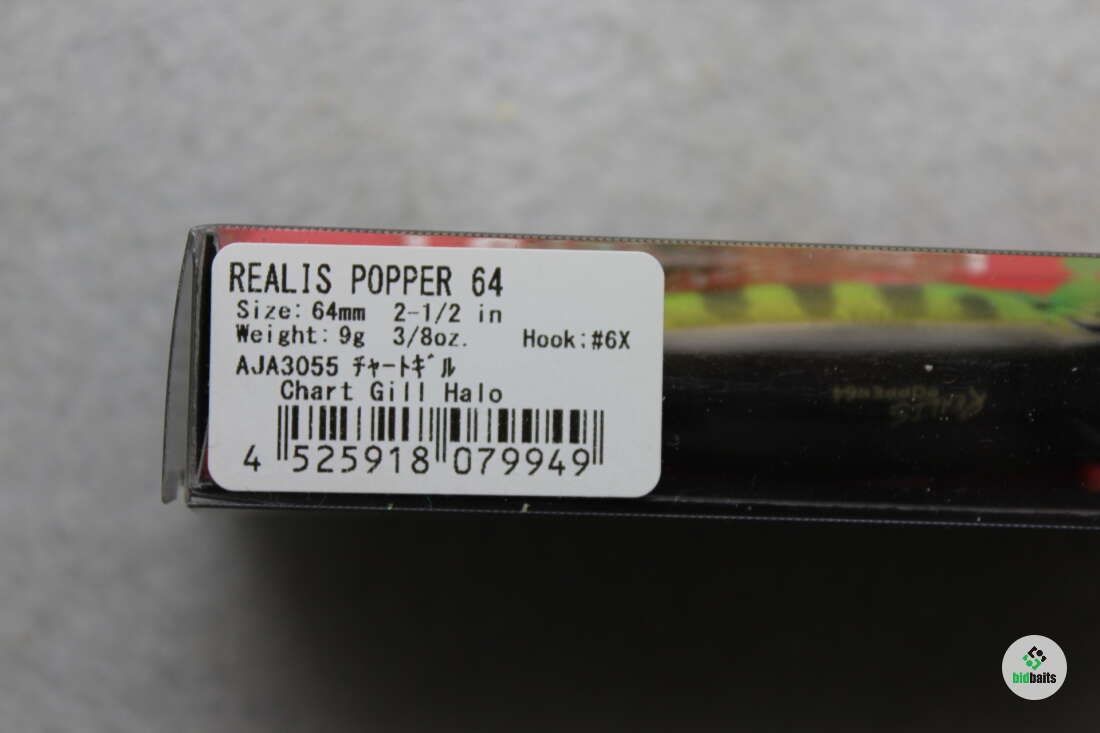 REALIS POPPER 64
Size: 64mm 2-1/2 in
Weight: 9g 3/8oz. Hook:#6X
AJA3055 ﾁｬｰﾄｷﾞﾙ
Chart Gill Halo
4 525918 079949
bidbaits